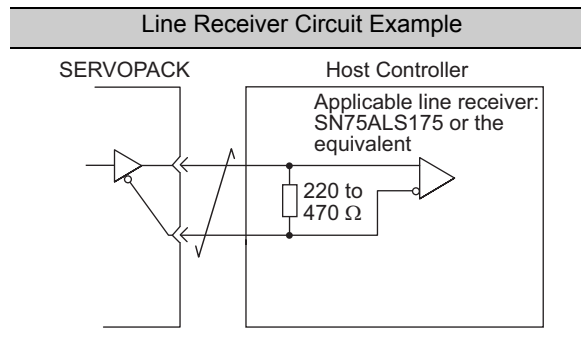 Line Receiver Circuit Example
SERVOPACK
Host Controller
Applicable line receiver:
SN75ALS175 or the
equivalent
220 to
470 Ω